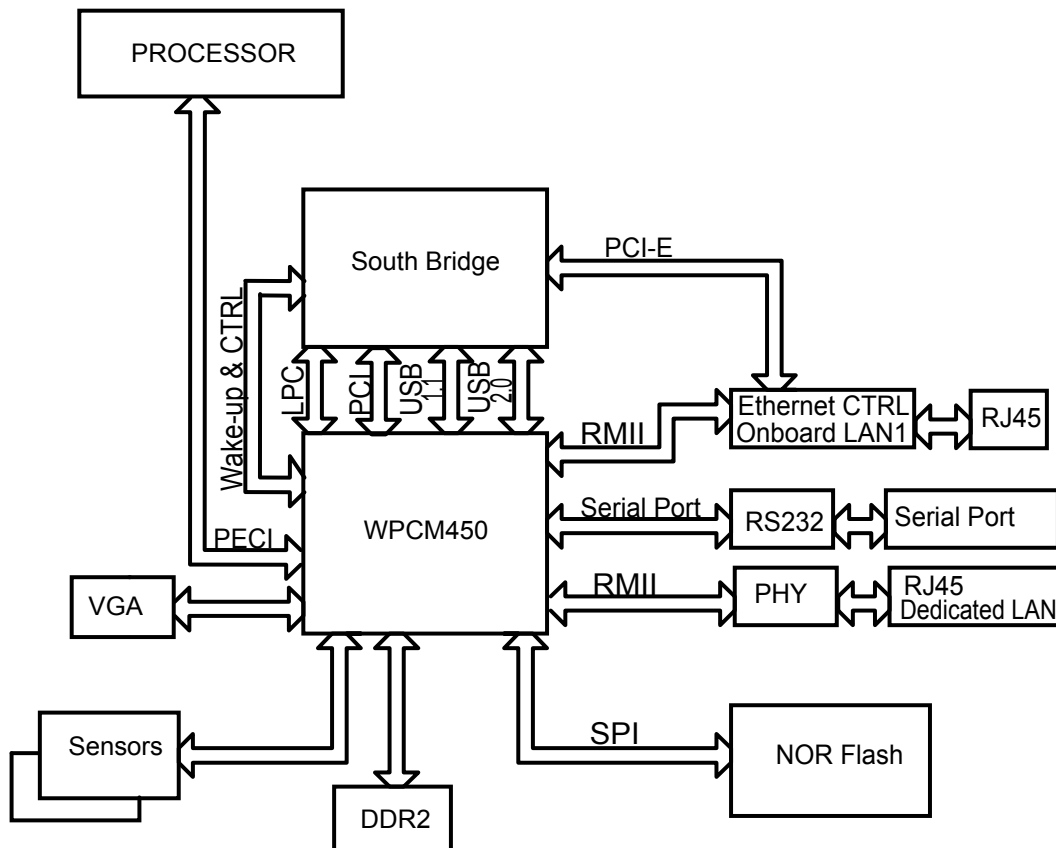 PROCESSOR
South Bridge
PCI-E
Wake-up & CTRL
LPC
PCI
USB
1.1
USB
2.0
Ethernet CTRL
Onboard LAN1
RJ45
RMII
WPCM450
Serial Port
RS232
Serial Port
PECI
VGA
RMII
PHY
RJ45
Dedicated LAN
Sensors
SPI
NOR Flash
DDR2